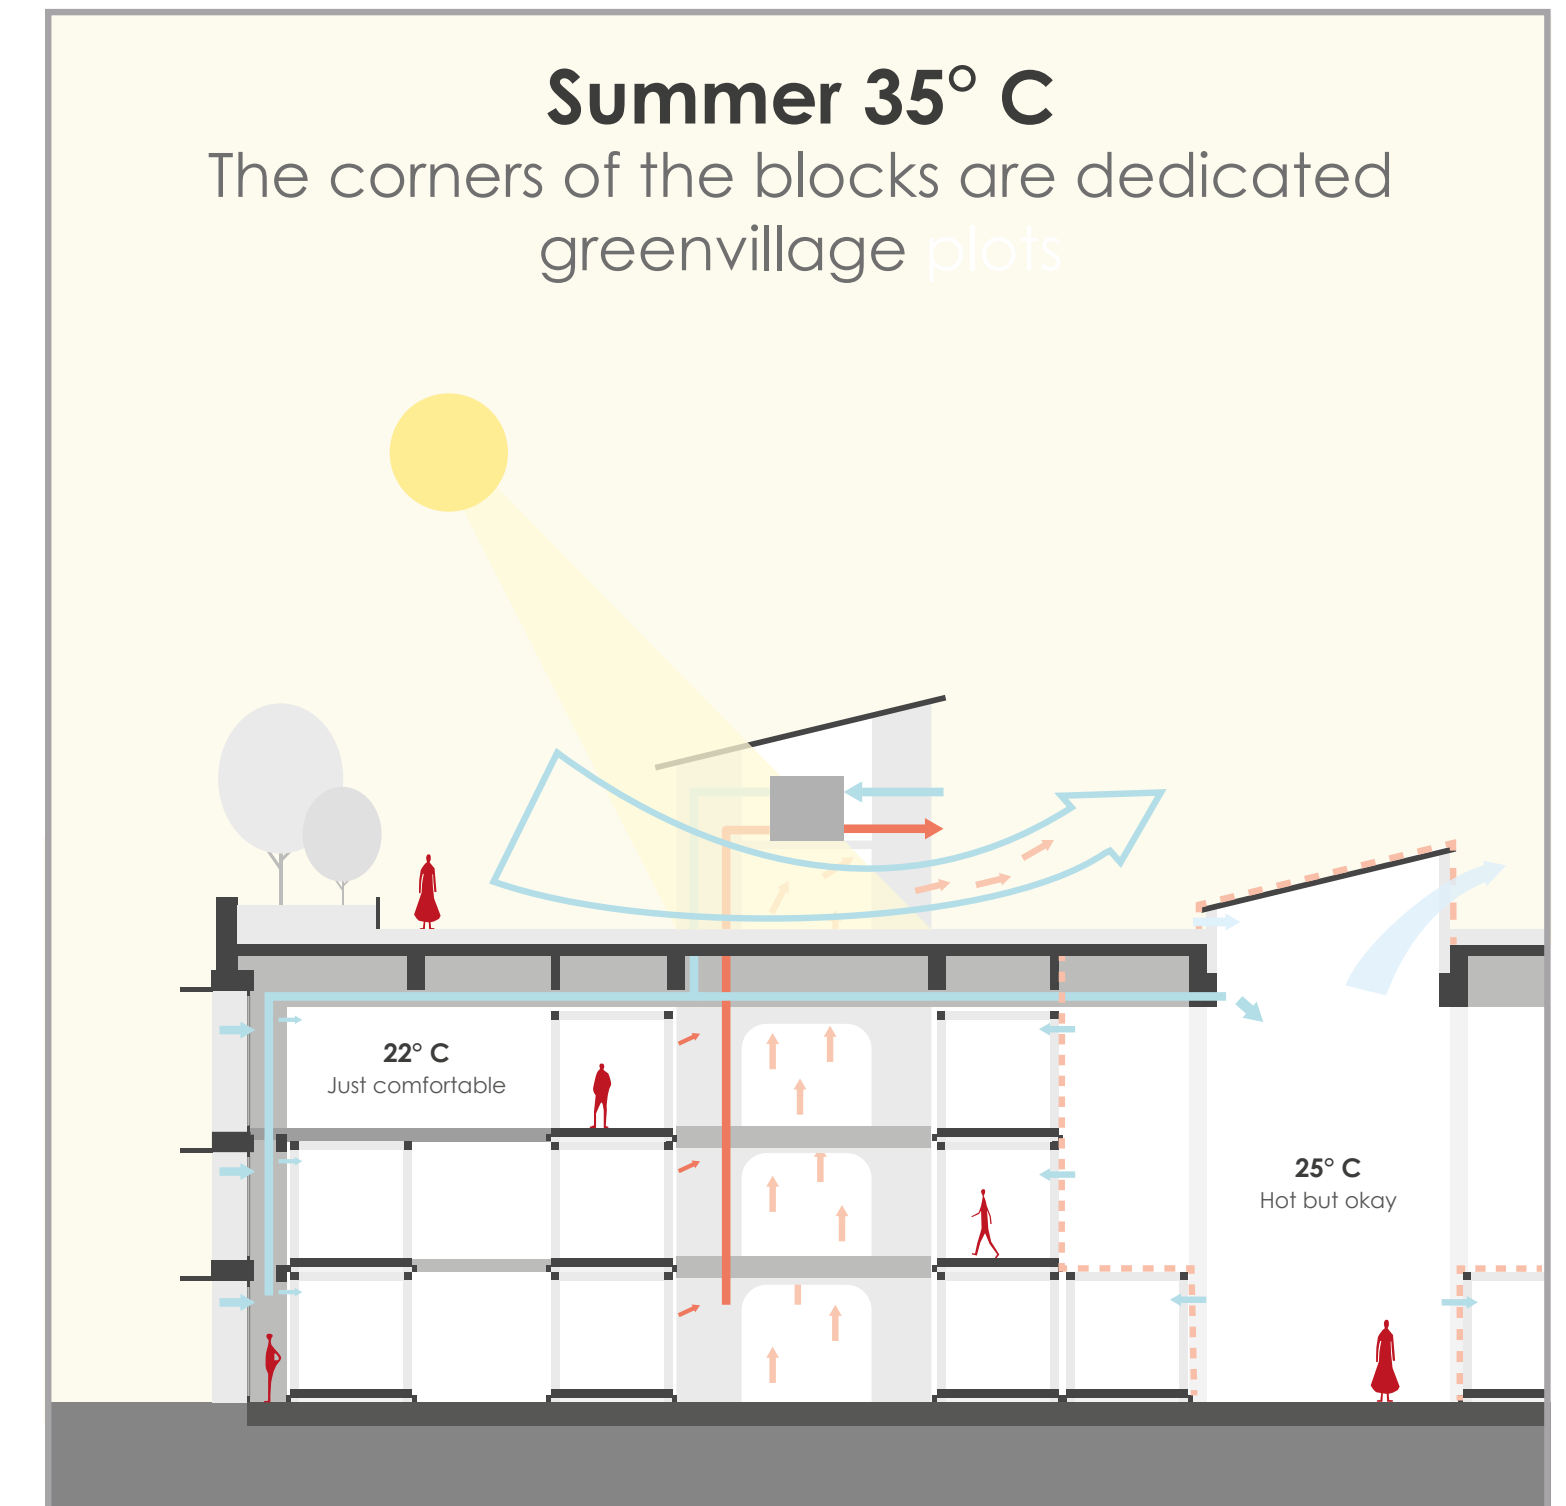 Summer 35° C
The corners of the blocks are dedicated
greenvillage plots
22° C
Just comfortable
25° C
Hot but okay